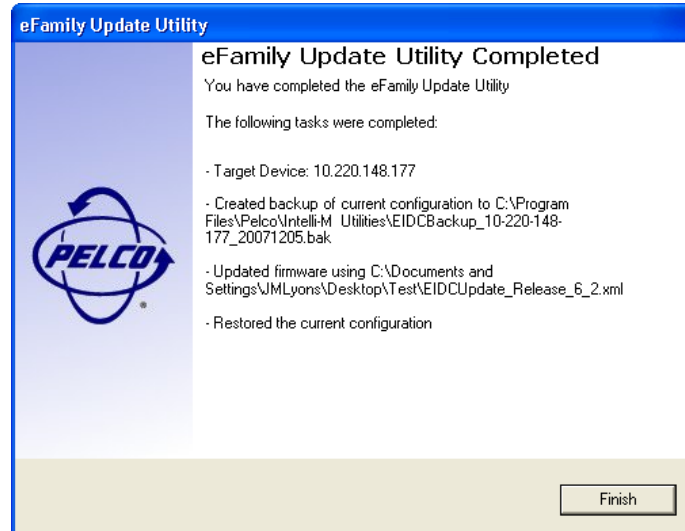 eFamily Update Utility
eFamily Update Utility Completed
You have completed the eFamily Update Utility
The following tasks were completed:
- Target Device: 10.220.148.177
- Created backup of current configuration to C:\Program
Files\Pelco\Intelli-M Utilities\EIDCBackup_10-220-148-
177_20071205.bak
- Updated firmware using C:\Documents and
Settings\JMLyons\Desktop\Test\EIDCUpdate_Release_6_2.xml
- Restored the current configuration
PELCO
Finish